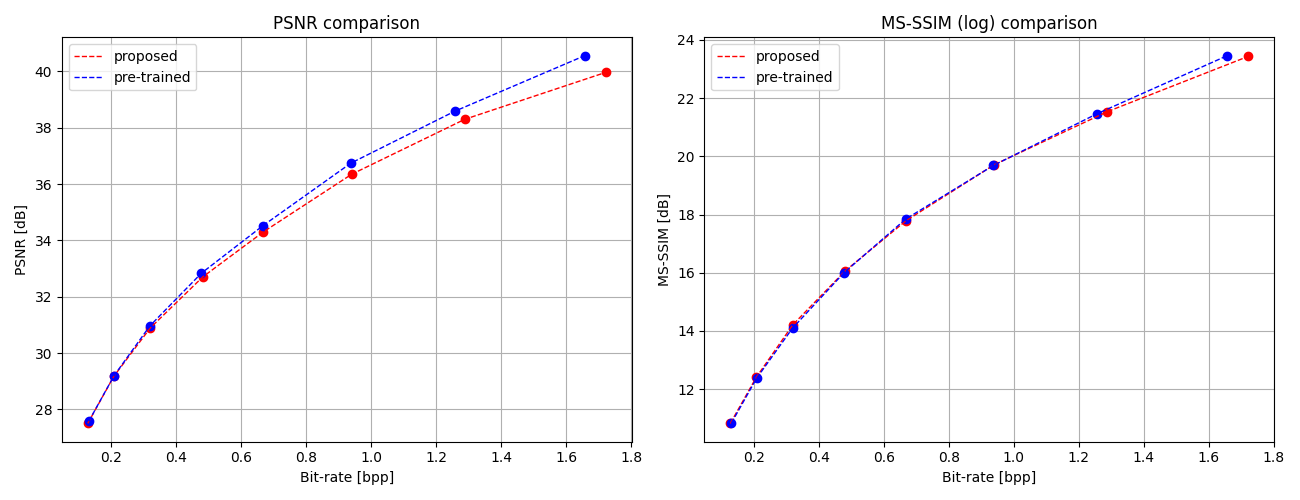 PSNR comparison
proposed
pre-trained
40
38
36
34
32
30
28
PSNR [dB]
0.2 0.4 0.6 0.8 1.0 1.2 1.4 1.6 1.8
Bit-rate [bpp]
MS-SSIM (log) comparison
proposed
pre-trained
24
22
20
18
16
14
12
MS-SSIM [dB]
0.2 0.4 0.6 0.8 1.0 1.2 1.4 1.6 1.8
Bit-rate [bpp]